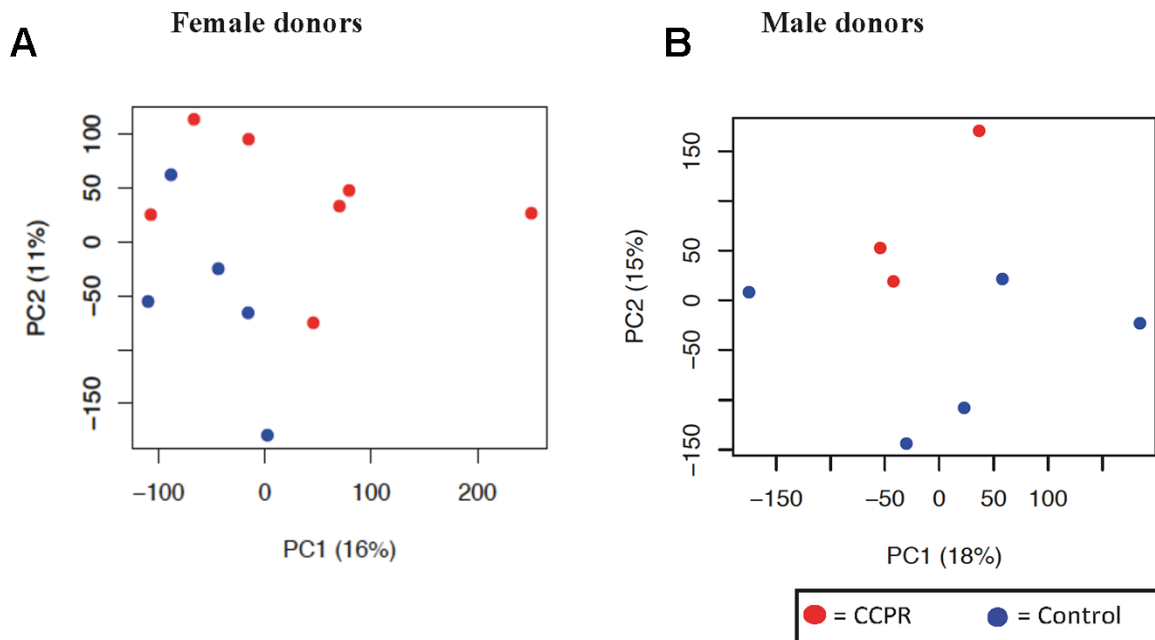 A
Female donors
PC2 (11%)
100
50
0
−50
−150
−100
0
100
200
PC1 (16%)
B
Male donors
PC2 (15%)
150
50
0
−50
−150
−150
−50
0
50
100
PC1 (18%)
= CCPR
= Control